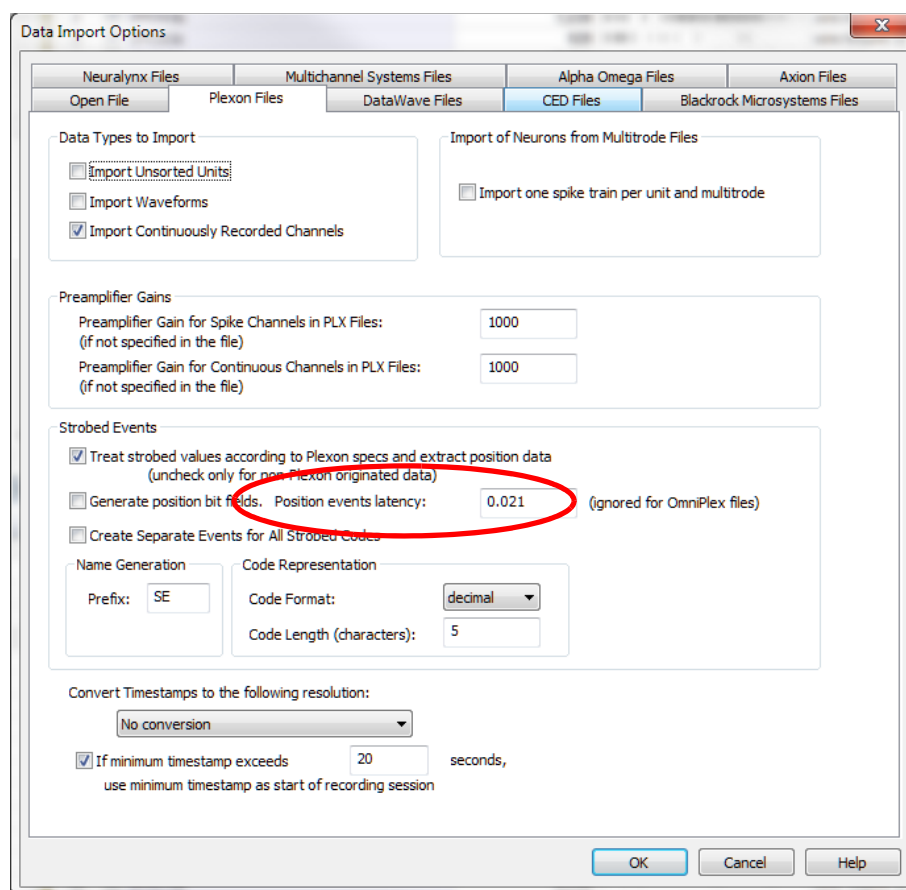 Data Import Options
Neuralynx Files
Multichannel Systems Files
Alpha Omega Files
Axion Files
Open File
Plexon Files
DataWave Files
CED Files
Blackrock Microsystems Files
Data Types to Import
Import Unsorted Units
Import Waveforms
Import Continuously Recorded Channels
Import of Neurons from Multitrode Files
Import one spike train per unit and multitrode
Preamplifier Gains
Preamplifier Gain for Spike Channels in PLX Files:
1000
(if not specified in the file)
Preamplifier Gain for Continuous Channels in PLX Files:
1000
(if not specified in the file)
Strobed Events
Treat strobed values according to Plexon specs and extract position data
(uncheck only for non-Plexon originated data)
Generate position bit fields. Position events latency: 0.021 (ignored for OmniPlex files)
Create Separate Events for All Strobed Codes
Name Generation
Prefix: SE
Code Representation
Code Format: decimal
Code Length (characters): 5
Convert Timestamps to the following resolution:
No conversion
If minimum timestamp exceeds 20 seconds,
use minimum timestamp as start of recording session
OK Cancel Help